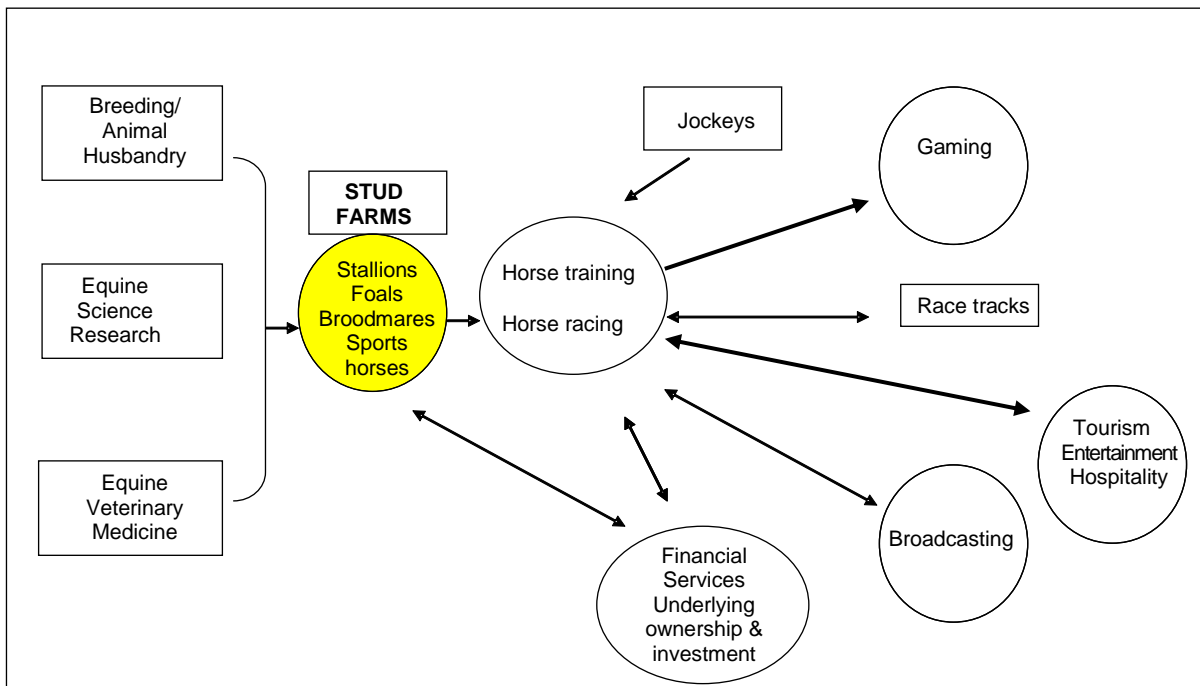 Breeding/
Animal
Husbandry
Equine
Science
Research
Equine
Veterinary
Medicine
STUD
FARMS
Stallions
Foals
Broodmares
Sports
horses
Horse training
Horse racing
Jockeys
Gaming
Race tracks
Tourism
Entertainment
Hospitality
Broadcasting
Financial
Services
Underlying
ownership &
investment